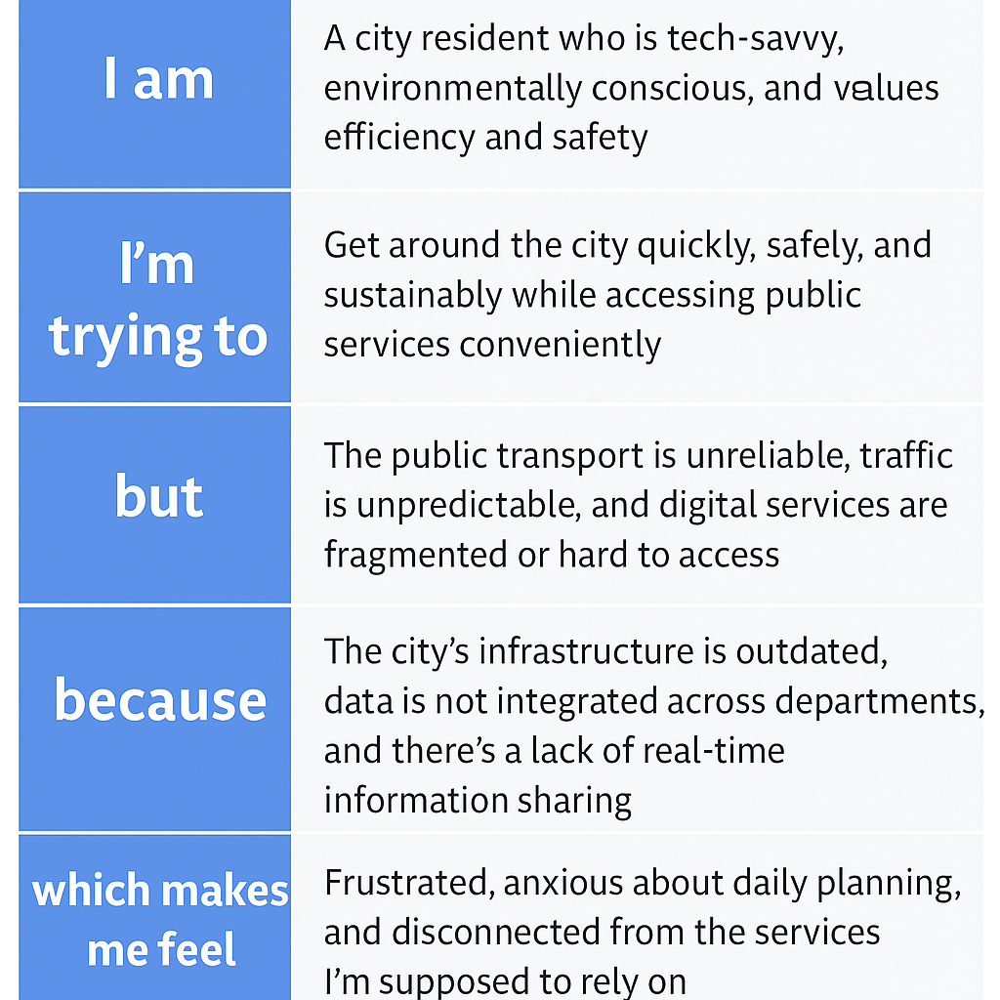 I am
A city resident who is tech-savvy,
environmentally conscious, and values
efficiency and safety
I'm
trying to
Get around the city quickly, safely, and
sustainably while accessing public
services conveniently
but
The public transport is unreliable, traffic
is unpredictable, and digital services are
fragmented or hard to access
because
The city's infrastructure is outdated,
data is not integrated across departments,
and there's a lack of real-time
information sharing
which makes
me feel
Frustrated, anxious about daily planning,
and disconnected from the services
I'm supposed to rely on